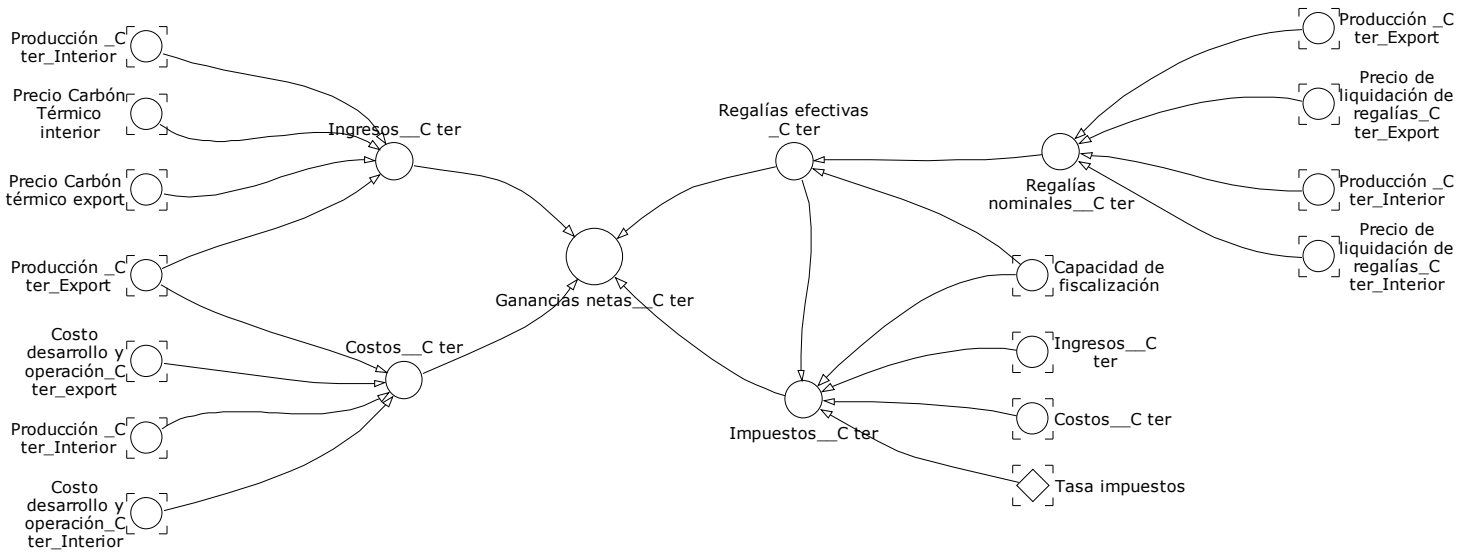 Producción _C
ter_Interior
Precio Carbón
Térmico
interior
Precio Carbón
térmico export
Producción _C
ter_Export
Costo
desarrollo y
operación_C
ter_export
Producción _C
ter_Interior
Costo
desarrollo y
operación_C
ter_Interior
Ingresos__C ter
Costos__C ter
Ganancias netas__C ter
Regalías efectivas
_C ter
Impuestos__C ter
Regalías
nominales__C ter
Capacidad de
fiscalización
Ingresos__C
ter
Costos__C ter
Tasa impuestos
Producción _C
ter_Export
Precio de
liquidación de
regalías_C
ter_Export
Producción _C
ter_Interior
Precio de
liquidación de
regalías_C
ter_Interior